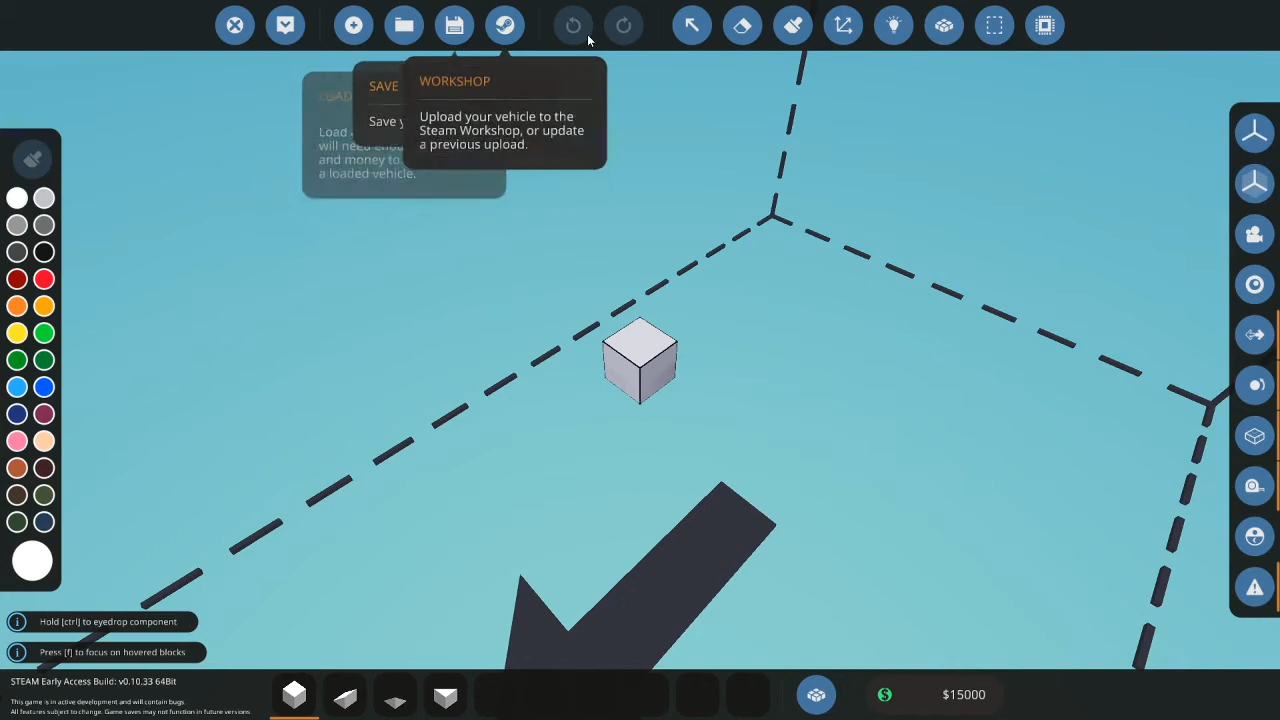 LOAD
Load a
will need enou
and money to
a loaded vehicle.
SAVE
Save y
WORKSHOP
Upload your vehicle to the
Steam Workshop, or update
a previous upload.
Hold [ctrl] to eyedrop component
Press [f] to focus on hovered blocks
STEAM Early Access Build: v0.10.33 64Bit
This game is in active development and will contain bugs.
All features subject to change. Game saves may not function in future versions
$15000